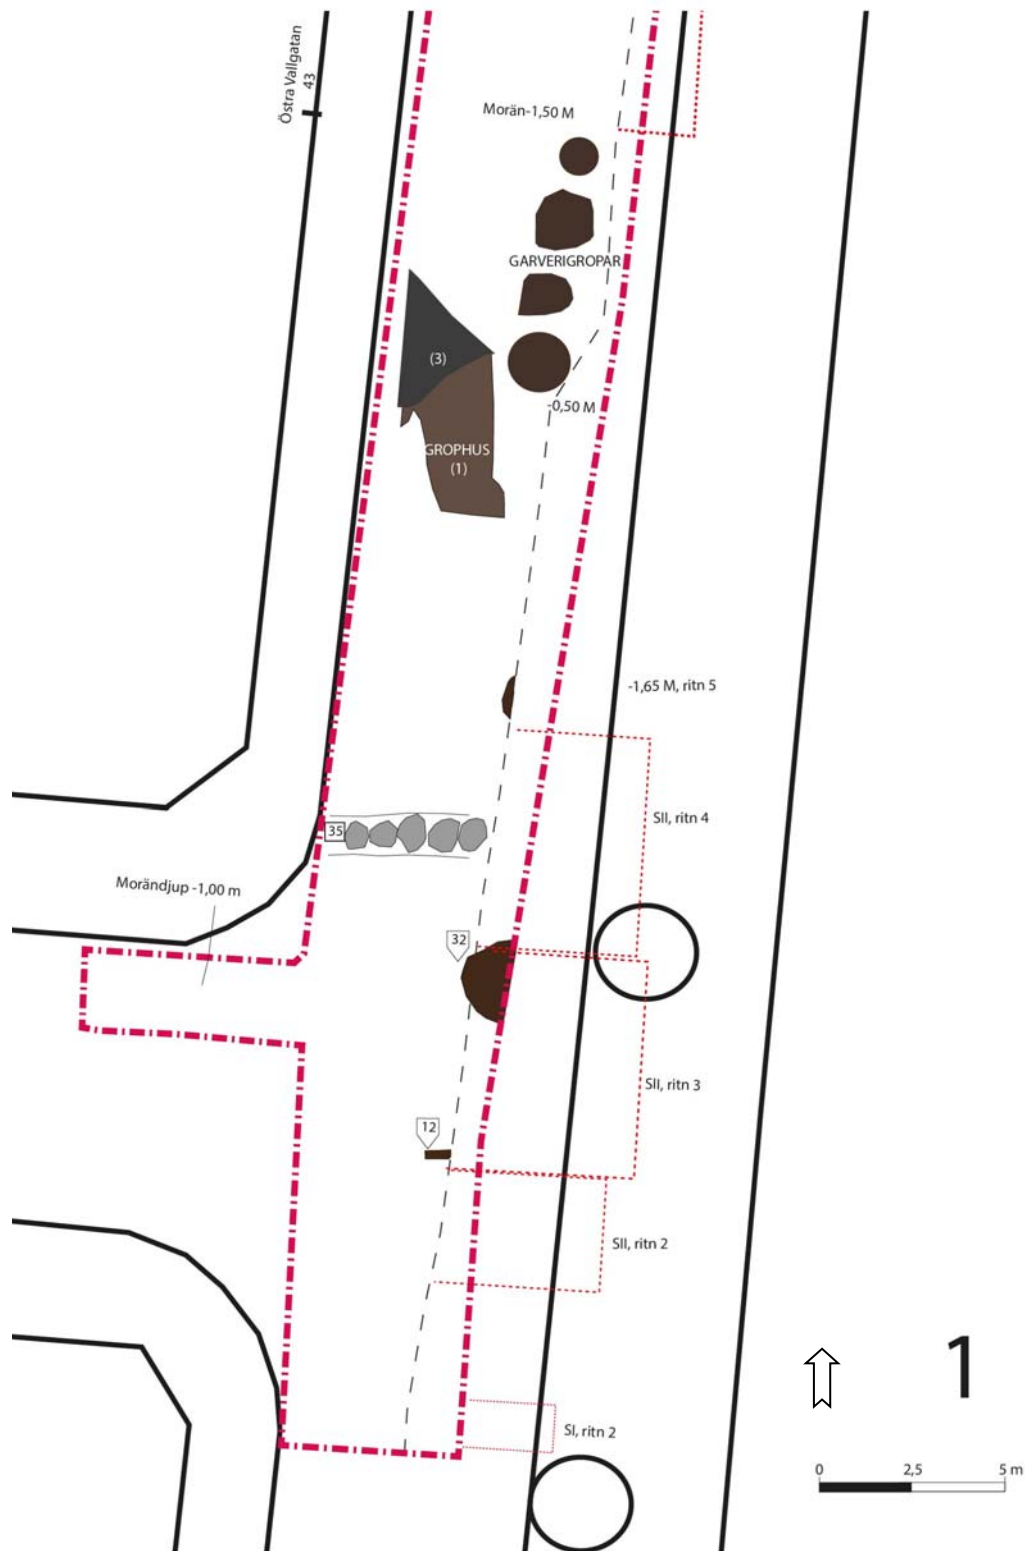 Östra Vallgatan
43
Morän-1,50 M
GARVERIGROPAR
(3)
-0,50 M
GROPHUS
(1)
-1,65 M, ritn 5
SII, ritn 4
35
Morändjup -1,00 m
32
SII, ritn 3
12
SII, ritn 2
1
SI, ritn 2
0 2,5 5 m